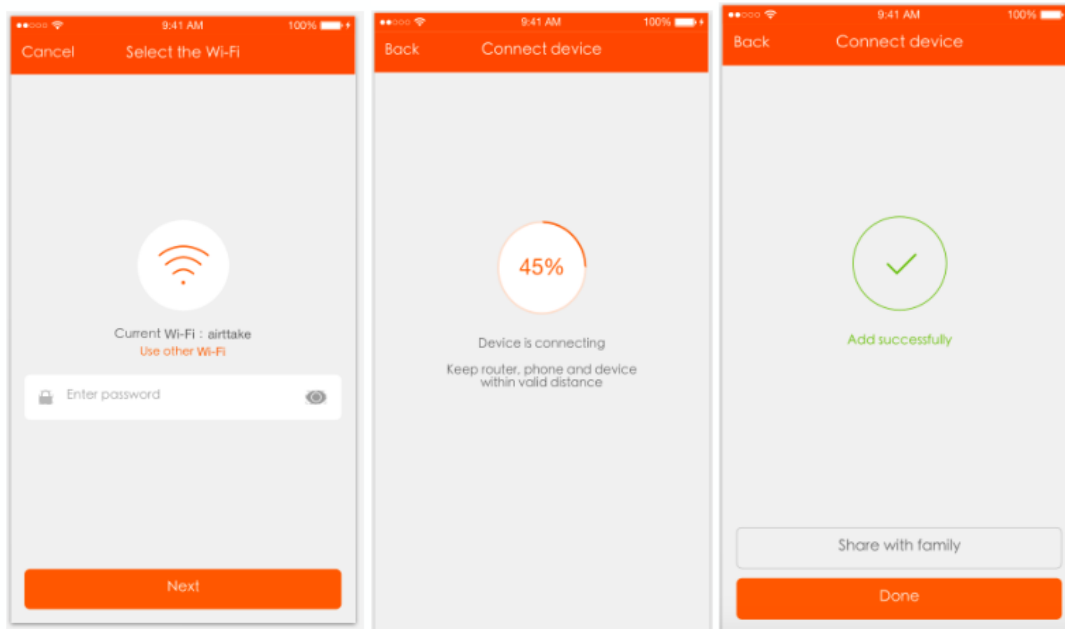 9:41 AM 100%
Cancel Select the Wi-Fi
Current Wi-Fi : airttake
Use other Wi-Fi
Enter password
Next
9:41 AM 100%
Back Connect device
45%
Device is connecting
Keep router, phone and device
within valid distance
9:41 AM 100%
Back Connect device
Add successfully
Share with family
Done